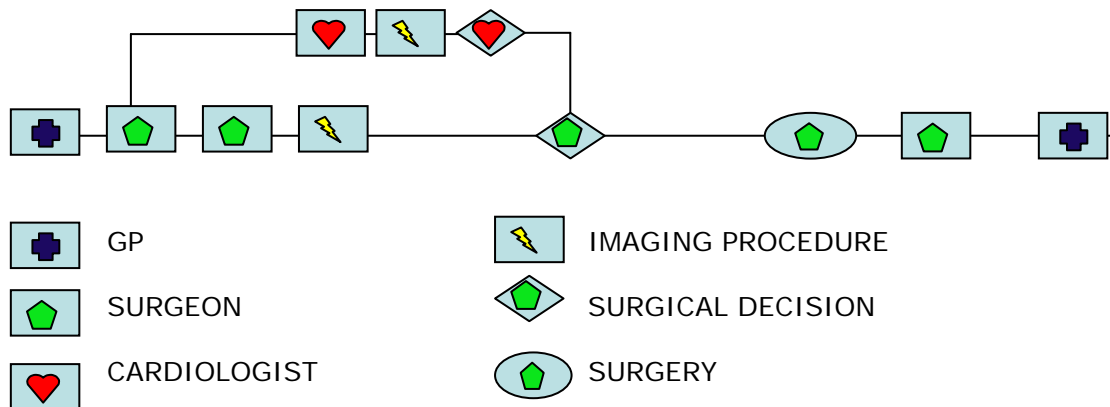 GP
SURGEON
CARDIOLOGIST
IMAGING PROCEDURE
SURGICAL DECISION
SURGERY